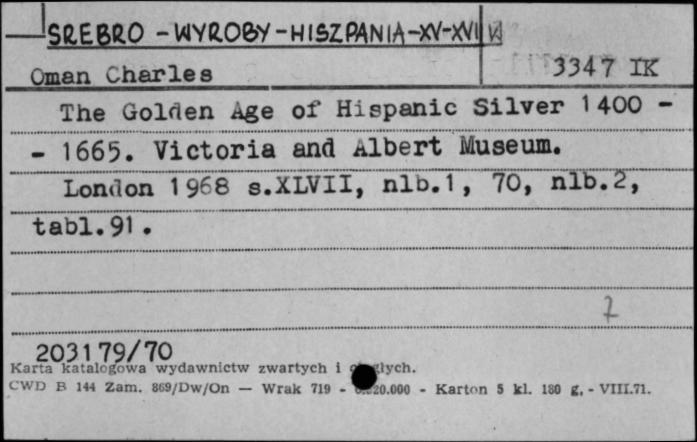 SREBRO - WYROBY - HISZPANIA - XV-XVII W
Oman Charles 3347 IK
The Golden Age of Hispanic Silver 1400 -
- 1665. Victoria and Albert Museum.
London 1968 s.XLVII, nlb.1, 70, nlb.2,
tabl.91.
7
203179/70
Karta katalogowa wydawnictw zwartych i
CWD B 144 Zam. 869/Dw/On — Wrak 719 - - Karton 5 kl. 180 g, - VIII.71.